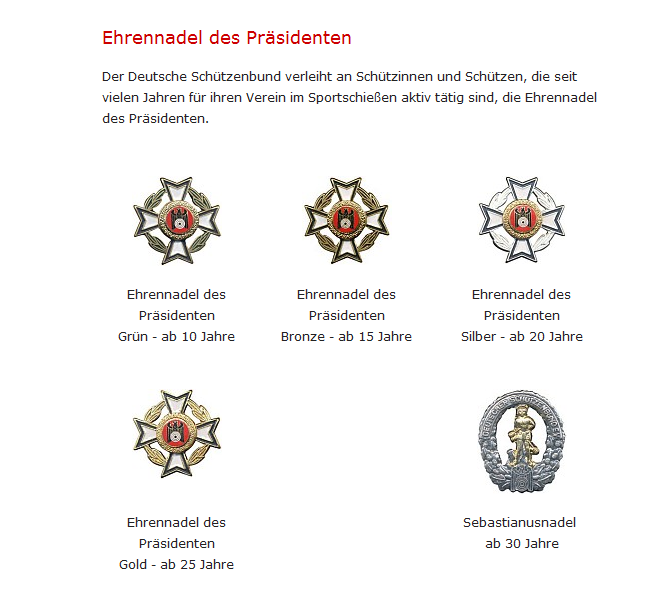 Ehrennadel des Präsidenten
Der Deutsche Schützenbund verleiht an Schützinnen und Schützen, die seit
vielen Jahren für ihren Verein im Sportschießen aktiv tätig sind, die Ehrennadel
des Präsidenten.
Ehrennadel des
Präsidenten
Grün - ab 10 Jahre
Ehrennadel des
Präsidenten
Bronze - ab 15 Jahre
Ehrennadel des
Präsidenten
Silber - ab 20 Jahre
Ehrennadel des
Präsidenten
Gold - ab 25 Jahre
Sebastianusnadel
ab 30 Jahre